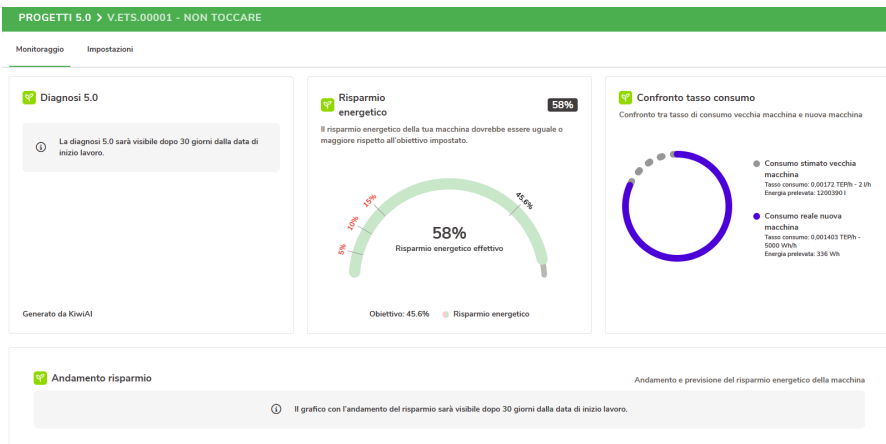 PROGETTI 5.0 > V.ETS.00001 - NON TOCCARE
Monitoraggio
Impostazioni
Diagnosi 5.0
La diagnosi 5.0 sarà visibile dopo 30 giorni dalla data di
inizio lavoro.
Generato da KiwiAI
Risparmio
energetico
58%
Il risparmio energetico della tua macchina dovrebbe essere uguale o
maggiore rispetto all'obiettivo impostato.
5%
10%
15%
45.6%
58%
Risparmio energetico effettivo
Obiettivo: 45.6%
Risparmio energetico
Confronto tasso consumo
Confronto tra tasso di consumo vecchia macchina e nuova macchina
Consumo stimato vecchia
macchina
Tasso consumo: 0,00172 TEP/h - 2 l/h
Energia prelevata: 1200390 l
Consumo reale nuova
macchina
Tasso consumo: 0,001403 TEP/h -
5000 Wh/h
Energia prelevata: 336 Wh
Andamento risparmio
Andamento e previsione del risparmio energetico della macchina
Il grafico con l'andamento del risparmio sarà visibile dopo 30 giorni dalla data di inizio lavoro.